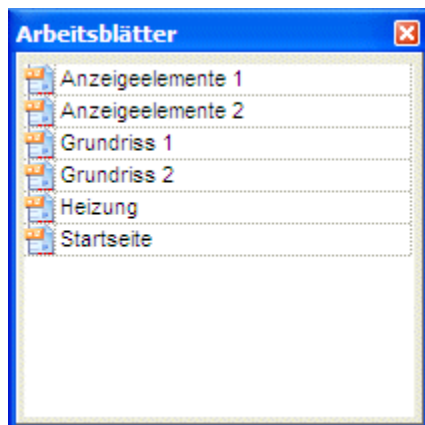 Arbeitsblätter
Anzeigeelemente 1
Anzeigeelemente 2
Grundriss 1
Grundriss 2
Heizung
Startseite